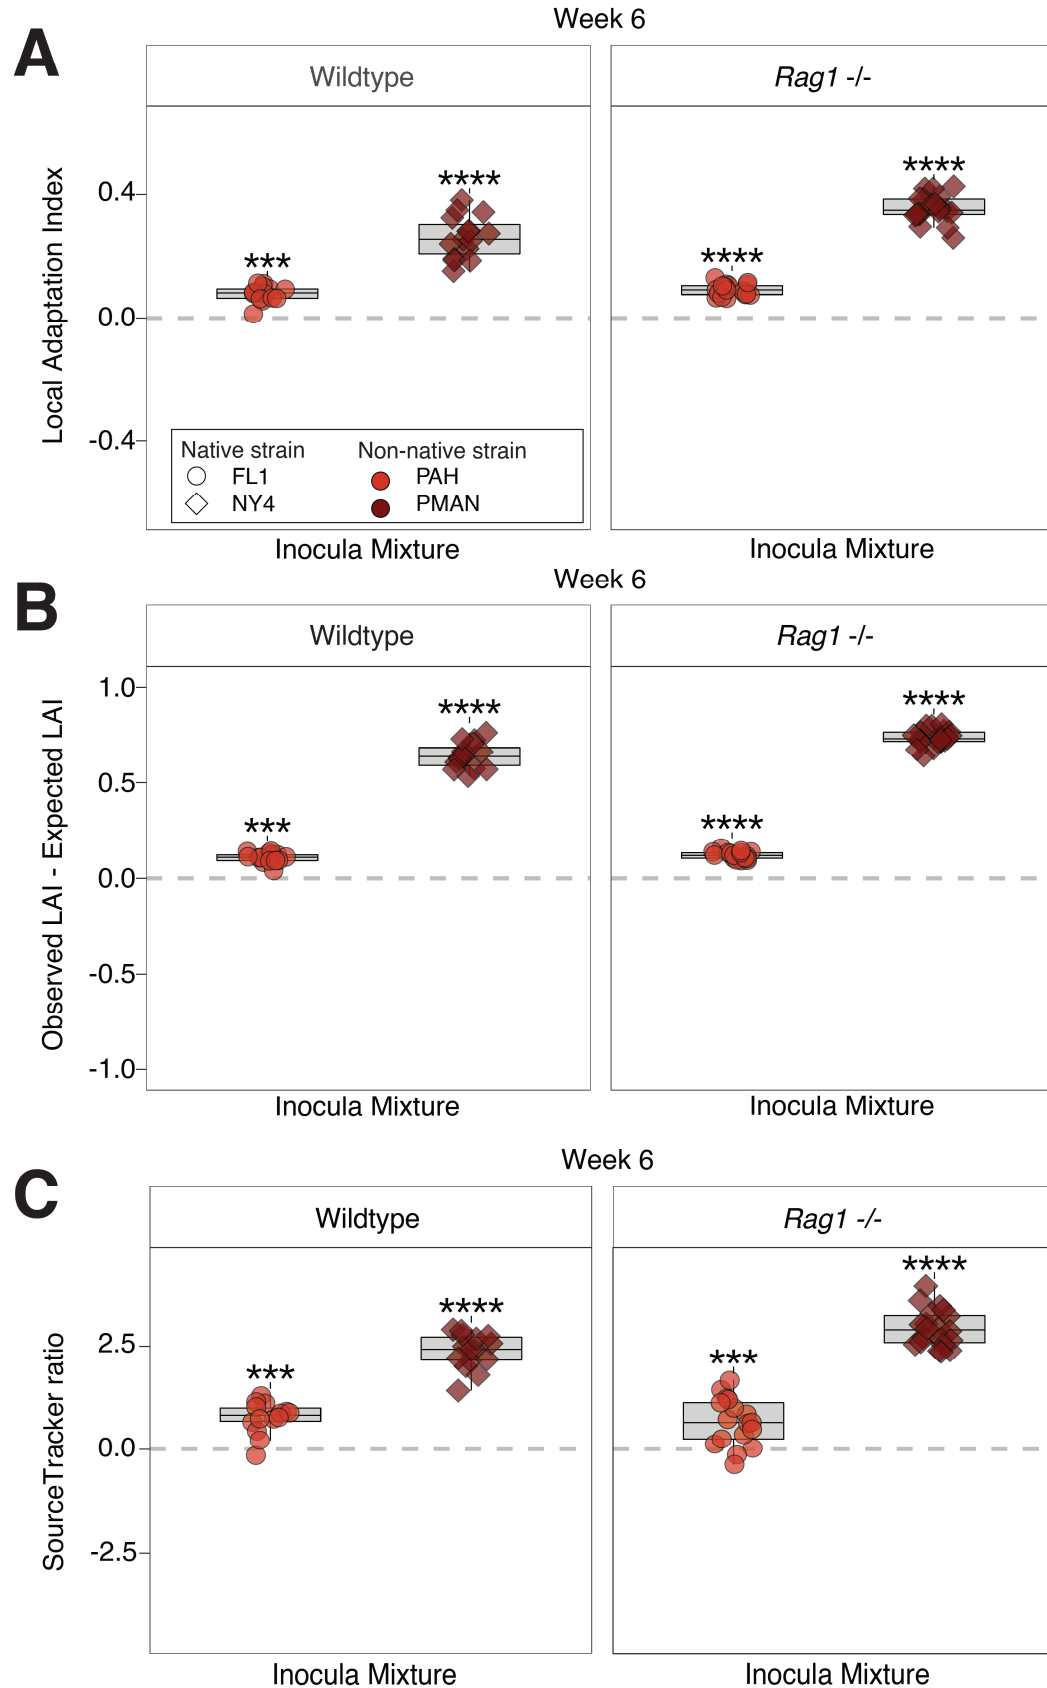 A
Week 6
Wildtype
Rag1 -/-
Local Adaptation Index
0.4
0.0
-0.4
***
****
****
****
Native strain
Non-native strain
FL1
PAH
NY4
PMAN
Inocula Mixture
Inocula Mixture
B
Week 6
Wildtype
Rag1 -/-
Observed LAI - Expected LAI
1.0
0.5
0.0
-0.5
-1.0
***
****
****
****
Inocula Mixture
Inocula Mixture
C
Week 6
Wildtype
Rag1 -/-
SourceTracker ratio
2.5
0.0
-2.5
***
****
***
****
Inocula Mixture
Inocula Mixture